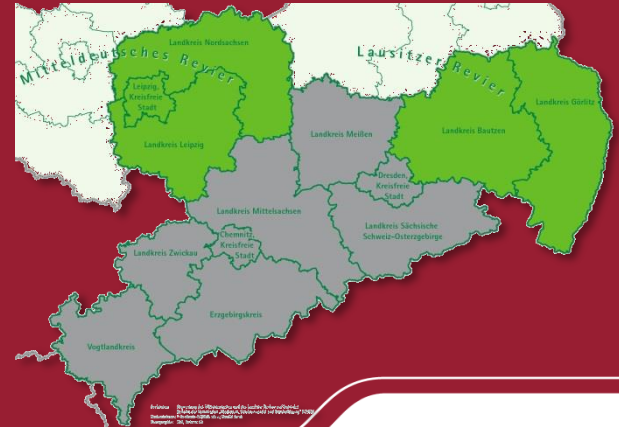 Mitteldeutsches Revier
Lausitzer Revier
Landkreis Nordsachsen
Leipzig,
Kreisfreie
Stadt
Landkreis Leipzig
Landkreis Meißen
Landkreis Bautzen
Landkreis Görlitz
Dresden,
Kreisfreie
Stadt
Landkreis Mittelsachsen
Landkreis Sächsische
Schweiz-Osterzgebirge
Chemnitz,
Kreisfreie
Stadt
Landkreis Zwickau
Erzgebirgskreis
Vogtlandkreis